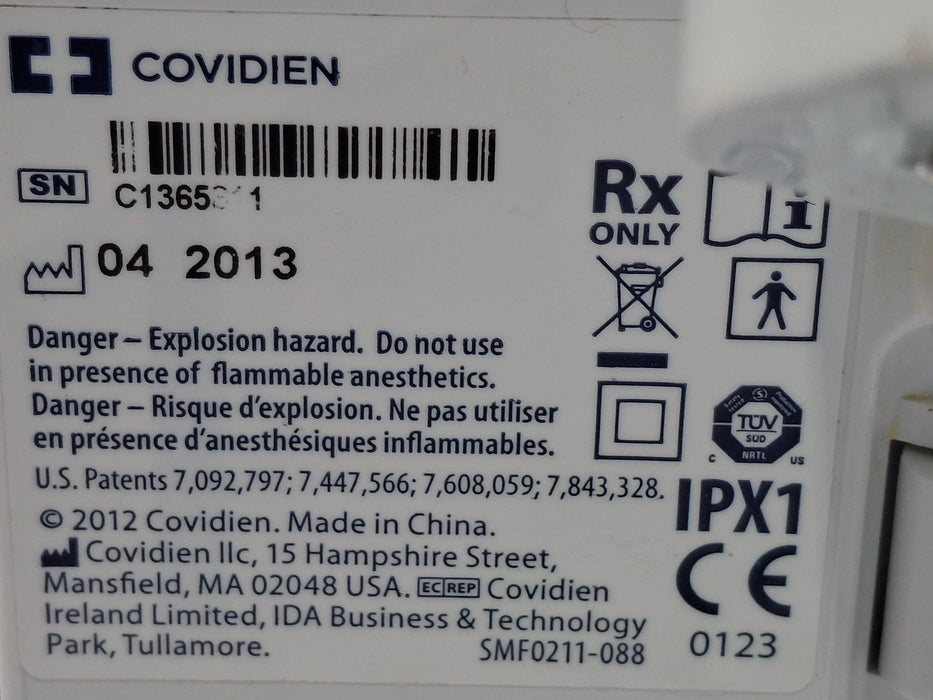 COVIDIEN
SN
04 2013
Rx
ONLY
i
Danger – Explosion hazard. Do not use
in presence of flammable anesthetics.
Danger – Risque d'explosion. Ne pas utiliser
en présence d'anesthésiques inflammables.
U.S. Patents 7,092,797; 7,447,566; 7,608,059; 7,843,328.
TÜV
SÜD
NRTL
C US
IPX1
© 2012 Covidien. Made in China.
Covidien llc, 15 Hampshire Street,
Mansfield, MA 02048 USA. EC REP Covidien
Ireland Limited, IDA Business & Technology
Park, Tullamore. SMF0211-088
CE
0123